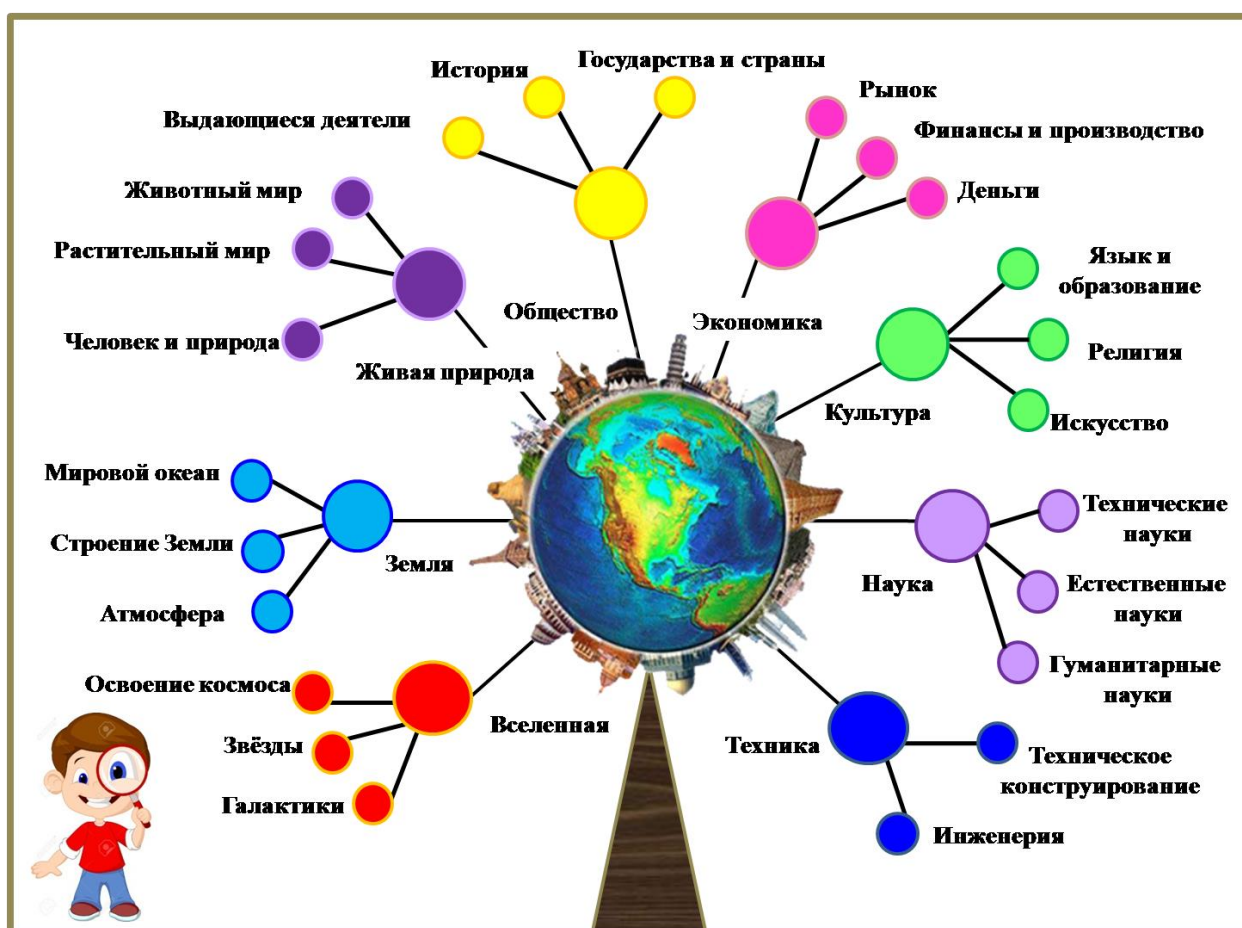 Государства и страны
История
Выдающиеся деятели
Общество
Рынок
Финансы и производство
Деньги
Экономика
Животный мир
Растительный мир
Человек и природа
Живая природа
Язык и
образование
Религия
Искусство
Культура
Мировой океан
Строение Земли
Атмосфера
Земля
Технические
науки
Естественные
науки
Гуманитарные
науки
Наука
Освоение космоса
Звёзды
Галактики
Вселенная
Техника
Техническое
конструирование
Инженерия